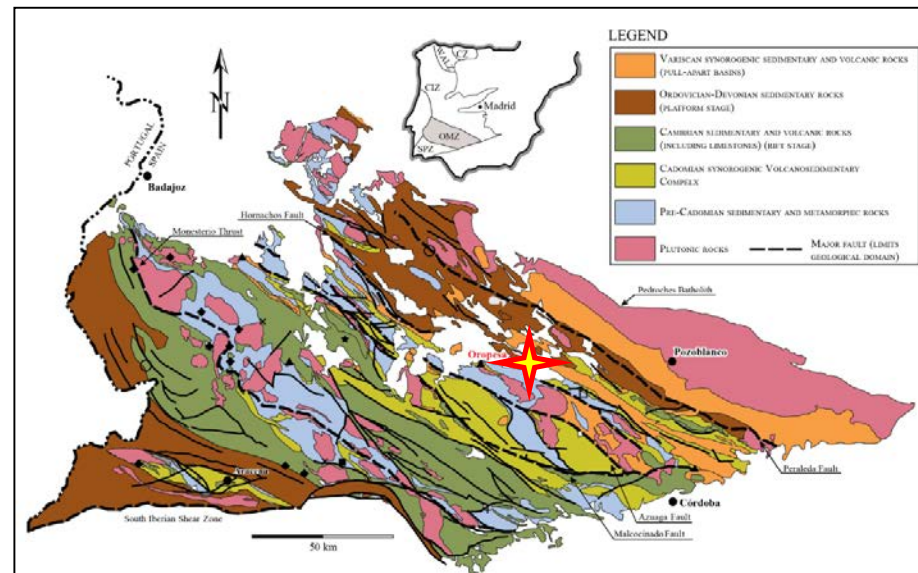 LEGEND
VARISCAN SYNOROGENIC SEDIMENTARY AND VOLCANIC ROCKS
(PULL-APART BASINS)
ORDOVICIAN-DEVONIAN SEDIMENTARY ROCKS
(PLATFORM STAGE)
CAMBRIAN SEDIMENTARY AND VOLCANIC ROCKS
(INCLUDING LIMESTONES) (RIFT STAGE)
CADOMIAN SYNOROGENIC VOLCANOSEDIMENTARY
COMPELX
PRE-CADOMIAN SEDIMENTARY AND METAMORPHIC ROCKS
PLUTONIC ROCKS
MAJOR FAULT (LIMITS
GEOLOGICAL DOMAIN)
WALZ
CZ
CIZ
Madrid
OMZ
SPZ
N
PORTUGAL
SPAIN
Badajoz
Hornachos Fault
Monesterio Thrust
Pedroches Batholith
Oropesa
Pozoblanco
Peraleda Fault
Aracena
Córdoba
South Iberian Shear Zone
Azuaga Fault
Malcocinado Fault
50 km